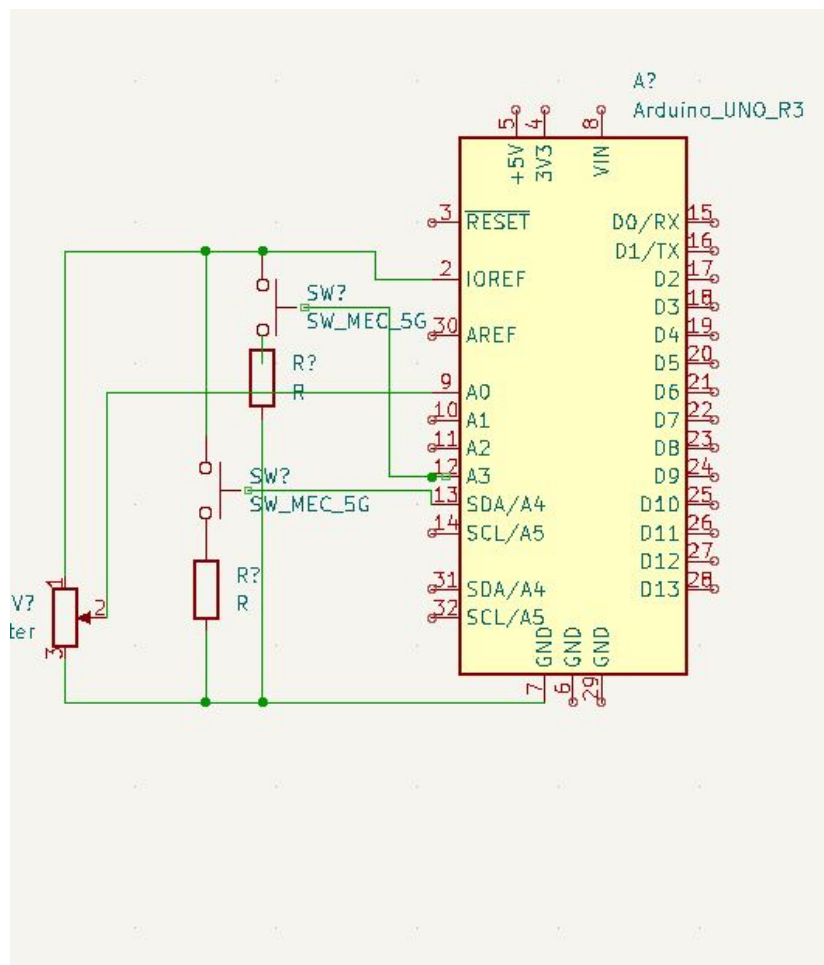 A?
Arduino_UNO_R3
5
4
8
+5V
3V3
VIN
3
RESET
D0/RX
15
D1/TX
16
2
IOREF
D2
17
D3
18
30
AREF
D4
19
D5
20
9
A0
D6
21
10
A1
D7
22
11
A2
D8
23
12
A3
D9
24
13
SDA/A4
D10
25
14
SCL/A5
D11
26
D12
27
31
SDA/A4
D13
28
32
SCL/A5
GND
GND
GND
7
6
29
SW?
SW_MEC_5G
R?
R
SW?
SW_MEC_5G
R?
R
V?
ter
1
2
3